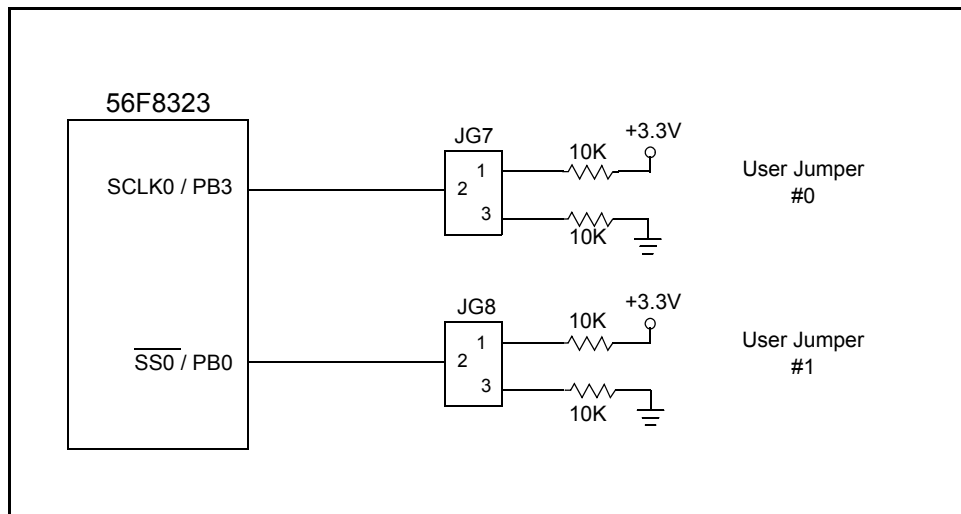 56F8323
SCLK0 / PB3
SS0 / PB0
JG7
1
2
3
10K
10K
+3.3V
User Jumper
#0
JG8
1
2
3
10K
10K
+3.3V
User Jumper
#1